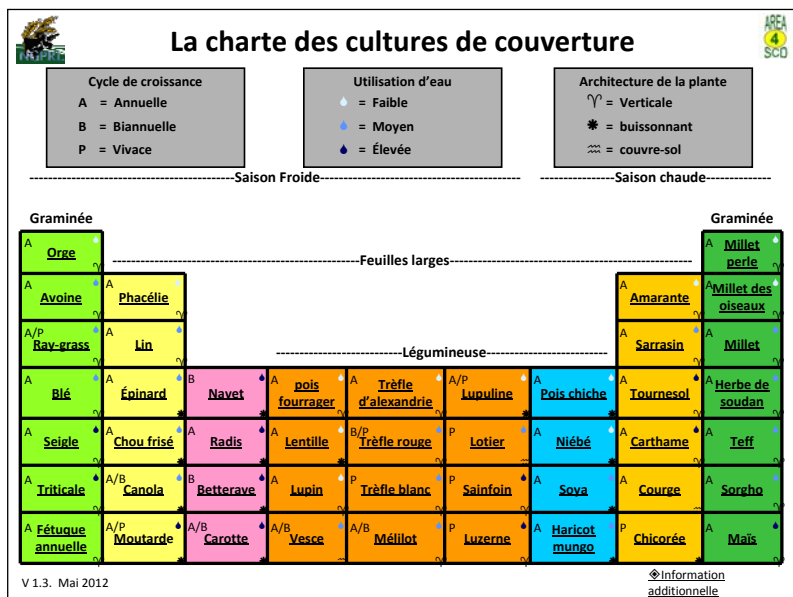 NGPRL
La charte des cultures de couverture
AREA
4
SCD
Cycle de croissance
A = Annuelle
B = Biannuelle
P = Vivace
Utilisation d'eau
= Faible
= Moyen
= Élevée
Architecture de la plante
= Verticale
= buissonnant
= couvre-sol
Saison Froide
Saison chaude
Graminée
Graminée
A Orge
Feuilles larges
A Millet perle
A Avoine
A Phacélie
A Amarante
A Millet des oiseaux
A/P Ray-grass
A Lin
Légumineuse
A Sarrasin
A Millet
A Blé
A Épinard
B Navet
A pois fourrager
A Trèfle d'alexandrie
A/P Lupuline
A Pois chiche
A Tournesol
A Herbe de soudan
A Seigle
A Chou frisé
A Radis
A Lentille
B/P Trèfle rouge
P Lotier
A Niébé
A Carthame
A Teff
A Triticale
A/B Canola
B Betterave
A Lupin
P Trèfle blanc
P Sainfoin
A Soya
A Courge
A Sorgho
A Fétuque annuelle
A/P Moutarde
A/B Carotte
A/B Vesce
A/B Mélilot
P Luzerne
A Haricot mungo
P Chicorée
A Maïs
V 1.3. Mai 2012
Information
additionnelle